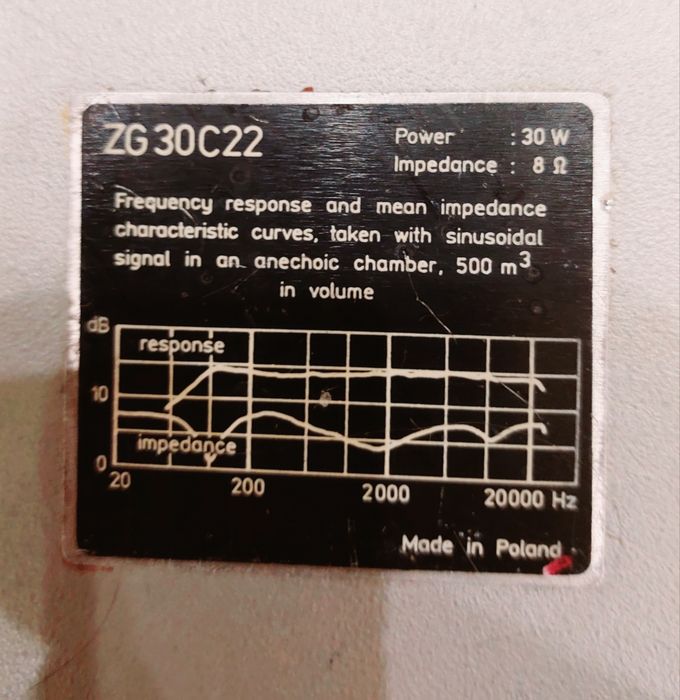 ZG 30C22
Power : 30 W
Impedance : 8 Ω
Frequency response and mean impedance
characteristic curves, taken with sinusoidal
signal in an anechoic chamber, 500 m³
in volume
dB
response
10
impedance
0
20 200 2000 20000 Hz
Made in Poland